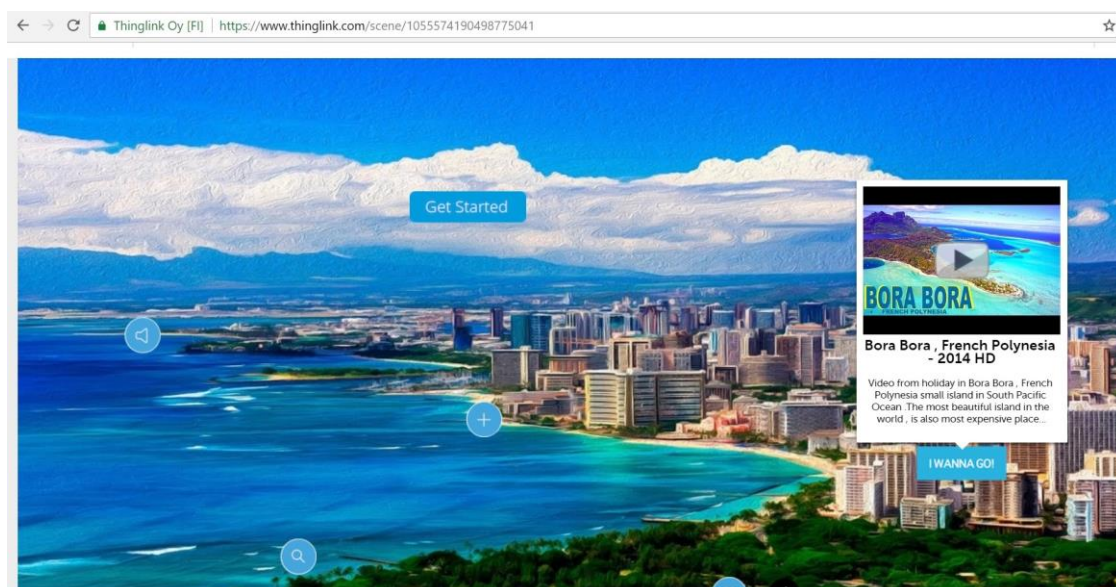 Thinglink Oy [FI] | https://www.thinglink.com/scene/1055574190498775041
Get Started
BORA BORA
FRENCH POLYNESIA
Bora Bora , French Polynesia
- 2014 HD
Video from holiday in Bora Bora , French
Polynesia small island in South Pacific
Ocean .The most beautiful island in the
world , is also most expensive place...
I WANNA GO!